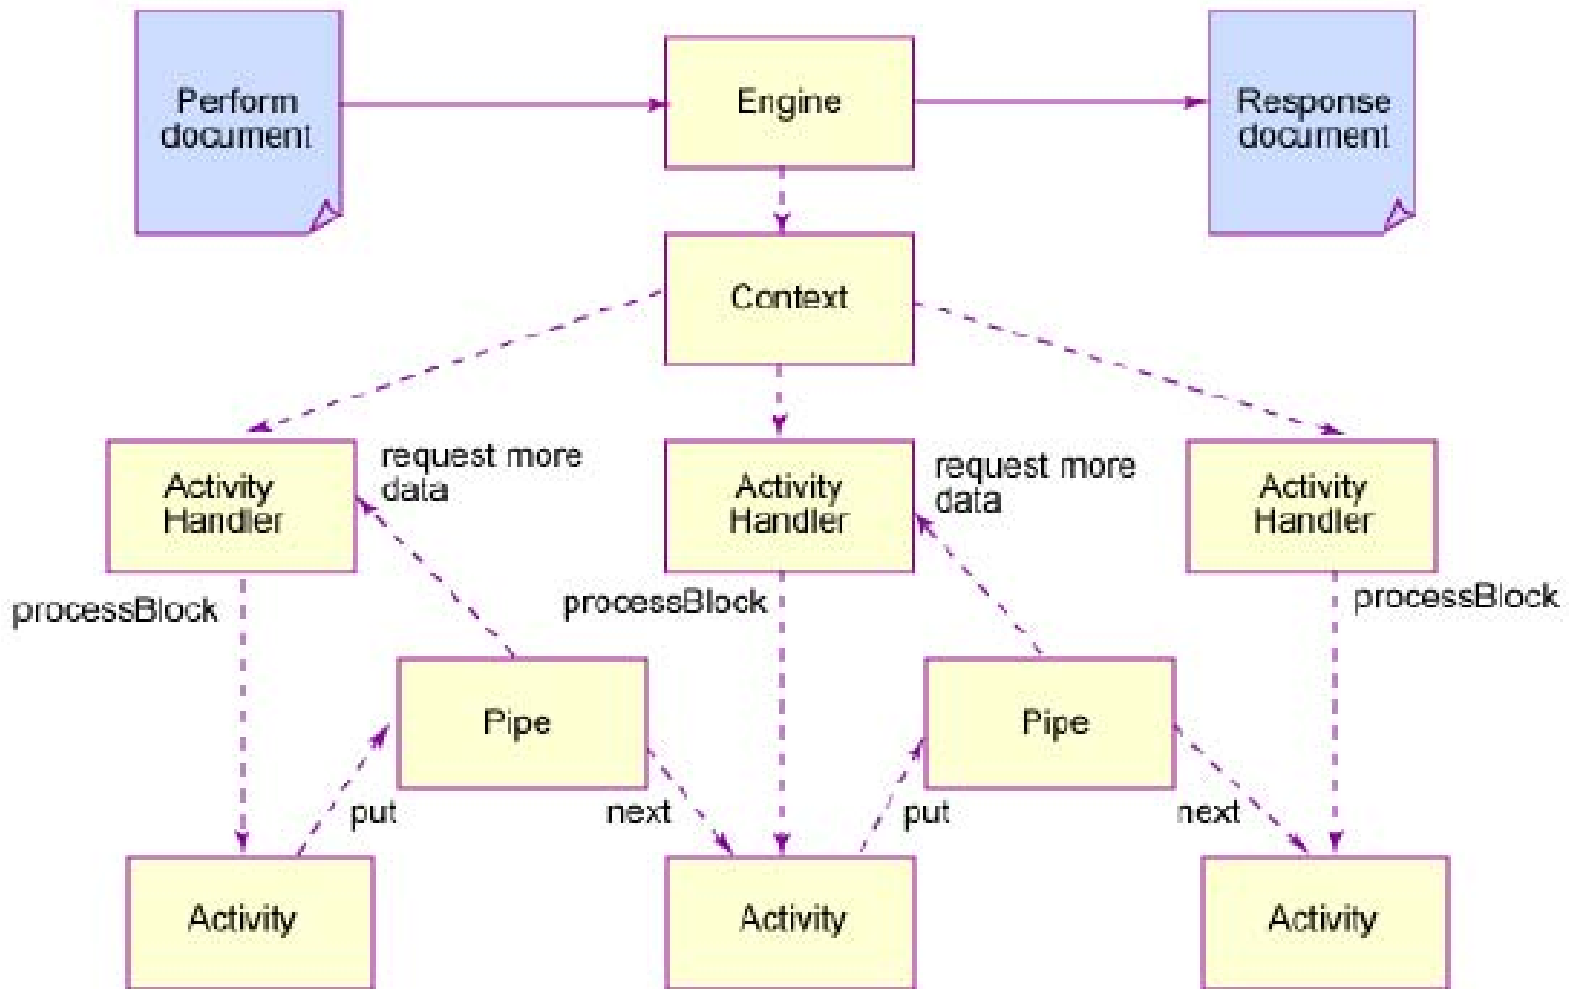 Perform
document
Engine
Response
document
Context
Activity
Handler
request more
data
Activity
Handler
request more
data
Activity
Handler
processBlock
processBlock
processBlock
Pipe
Pipe
put
next
put
next
Activity
Activity
Activity